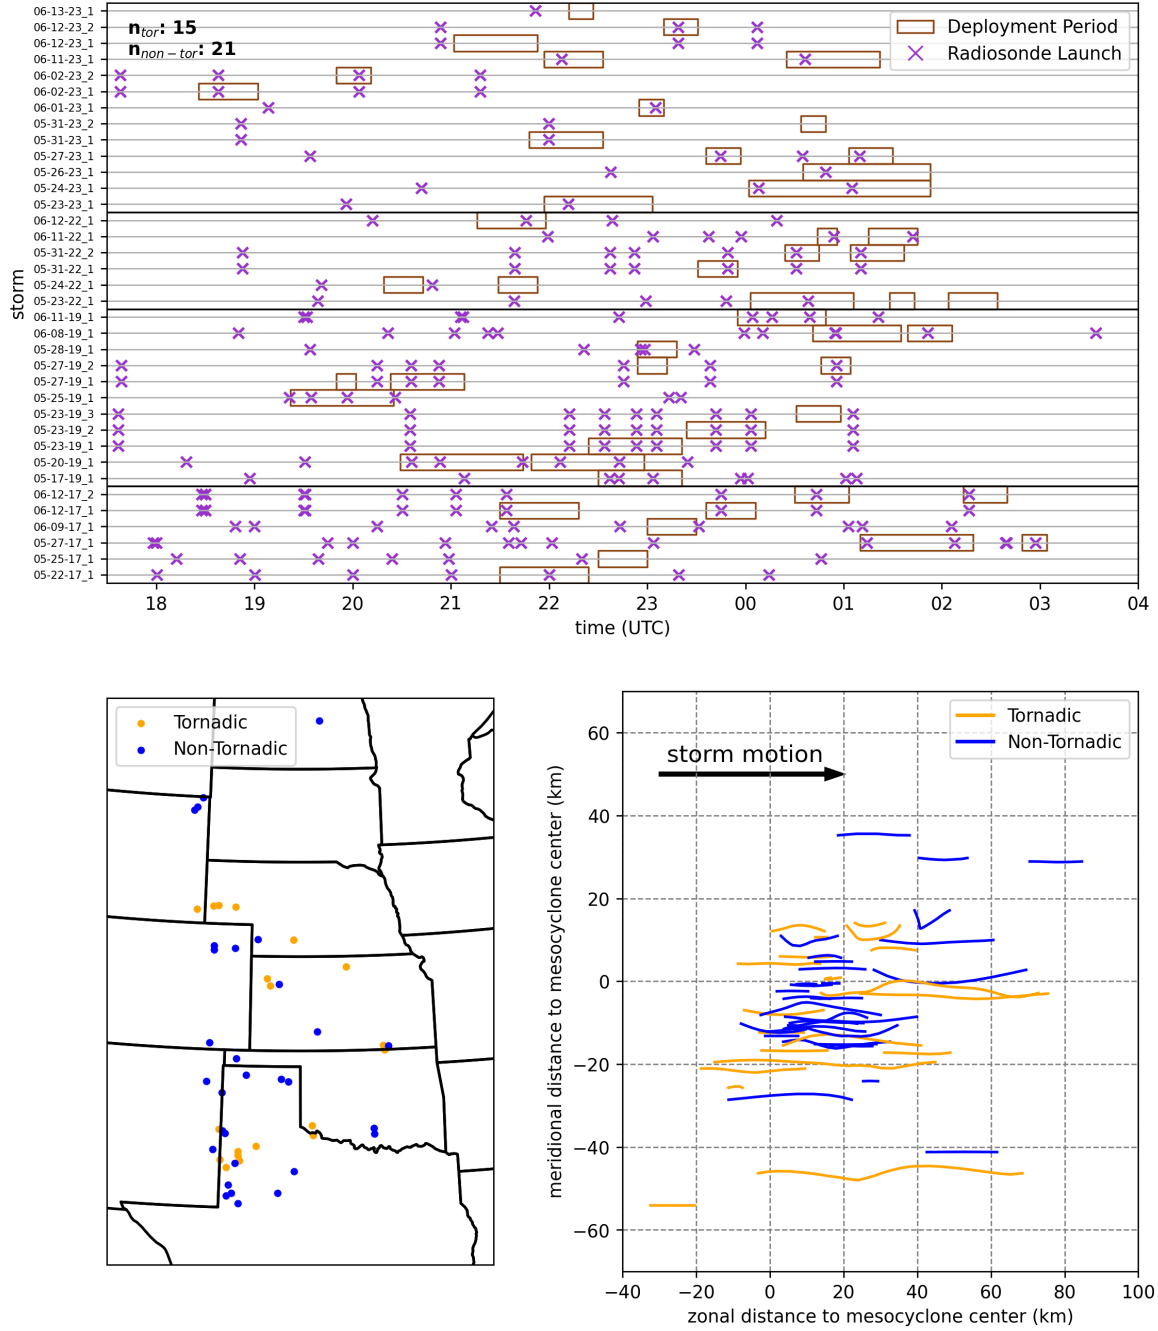 n_tor: 15
n_non−tor: 21
Deployment Period
Radiosonde Launch
storm
06-13-23_1
06-12-23_2
06-12-23_1
06-11-23_1
06-02-23_2
06-02-23_1
06-01-23_1
05-31-23_2
05-31-23_1
05-27-23_1
05-26-23_1
05-24-23_1
05-23-23_1
06-12-22_1
06-11-22_1
05-31-22_2
05-31-22_1
05-24-22_1
05-23-22_1
06-11-19_1
06-08-19_1
05-28-19_1
05-27-19_2
05-27-19_1
05-25-19_1
05-23-19_3
05-23-19_2
05-23-19_1
05-20-19_1
05-17-19_1
06-12-17_2
06-12-17_1
06-09-17_1
05-27-17_1
05-25-17_1
05-22-17_1
18 19 20 21 22 23 00 01 02 03 04
time (UTC)
Tornadic
Non-Tornadic
Tornadic
Non-Tornadic
storm motion
meridional distance to mesocyclone center (km)
60
40
20
0
−20
−40
−60
−40 −20 0 20 40 60 80 100
zonal distance to mesocyclone center (km)